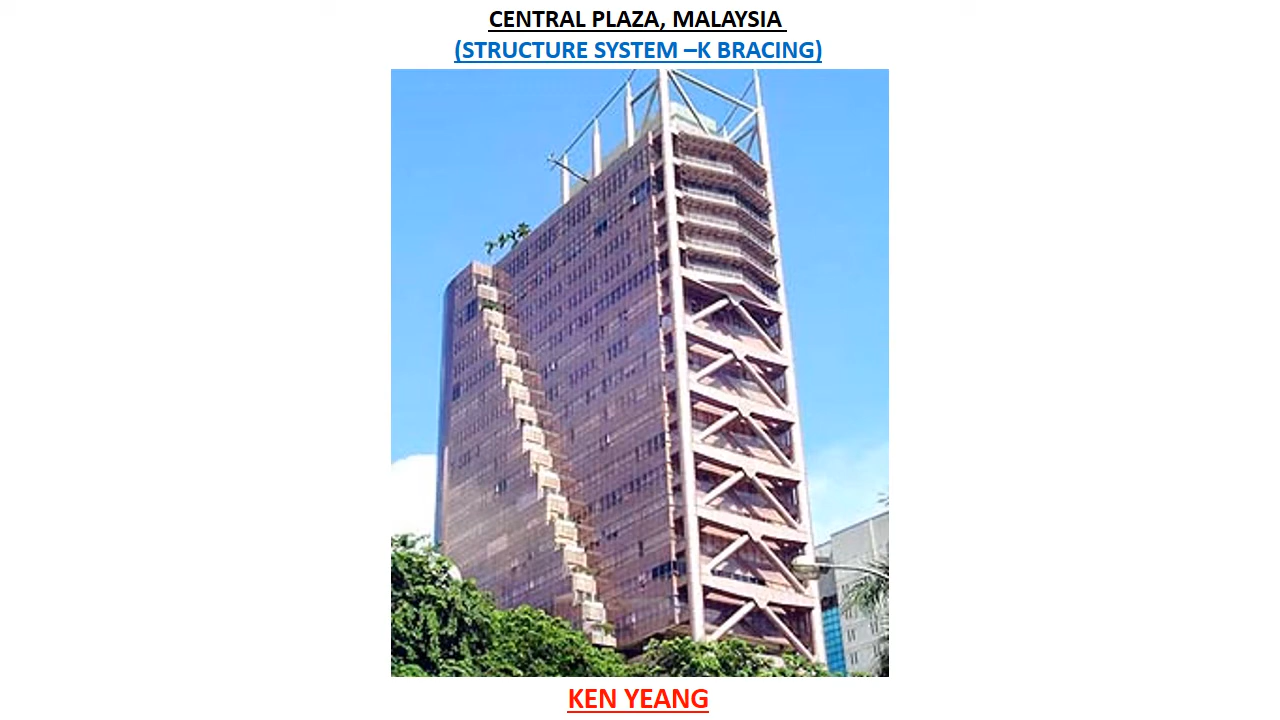 CENTRAL PLAZA, MALAYSIA
(STRUCTURE SYSTEM –K BRACING)
KEN YEANG